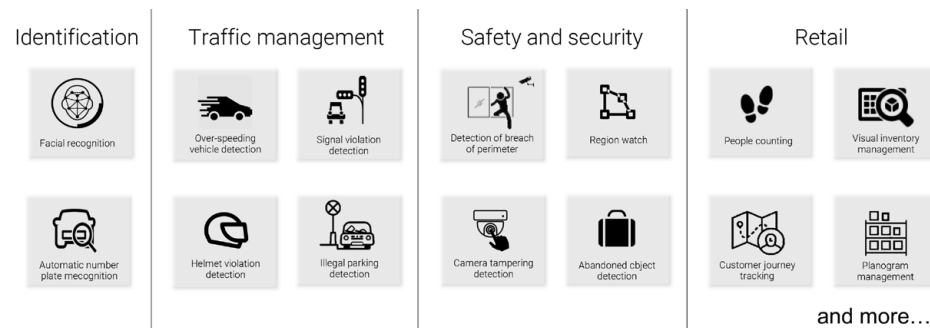 Identification
Facial recognition
Automatic number
plate mecognition
Traffic management
Over-speeding
vehicle detection
Signal violation
detection
Helmet violation
detection
Illegal parking
detection
Safety and security
Detection of breach
of perimeter
Region watch
Camera tampering
detection
Abandoned cbject
detection
Retail
People counting
Visual inventory
management
Customer journey
tracking
Planogram
management
and more...